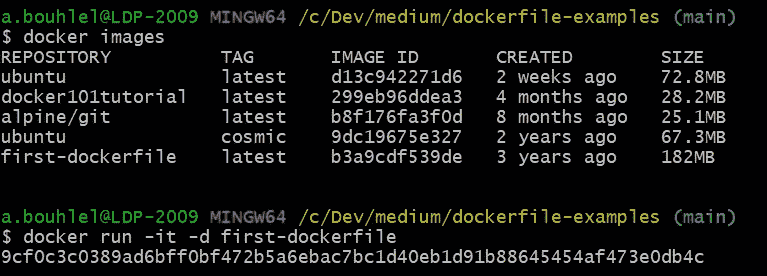 a.bouhlel@LDP-2009 MINGW64 /c/Dev/medium/dockerfile-examples (main)
$ docker images
REPOSITORY TAG IMAGE ID CREATED SIZE
ubuntu latest d13c942271d6 2 weeks ago 72.8MB
docker101tutorial latest 299eb96ddea3 4 months ago 28.2MB
alpine/git latest b8f176fa3f0d 8 months ago 25.1MB
ubuntu cosmic 9dc19675e327 2 years ago 67.3MB
first-dockerfile latest b3a9cdf539de 3 years ago 182MB
a.bouhlel@LDP-2009 MINGW64 /c/Dev/medium/dockerfile-examples (main)
$ docker run -it -d first-dockerfile
9cf0c3c0389ad6bff0bf472b5a6ebac7bc1d40eb1d91b88645454af473e0db4c